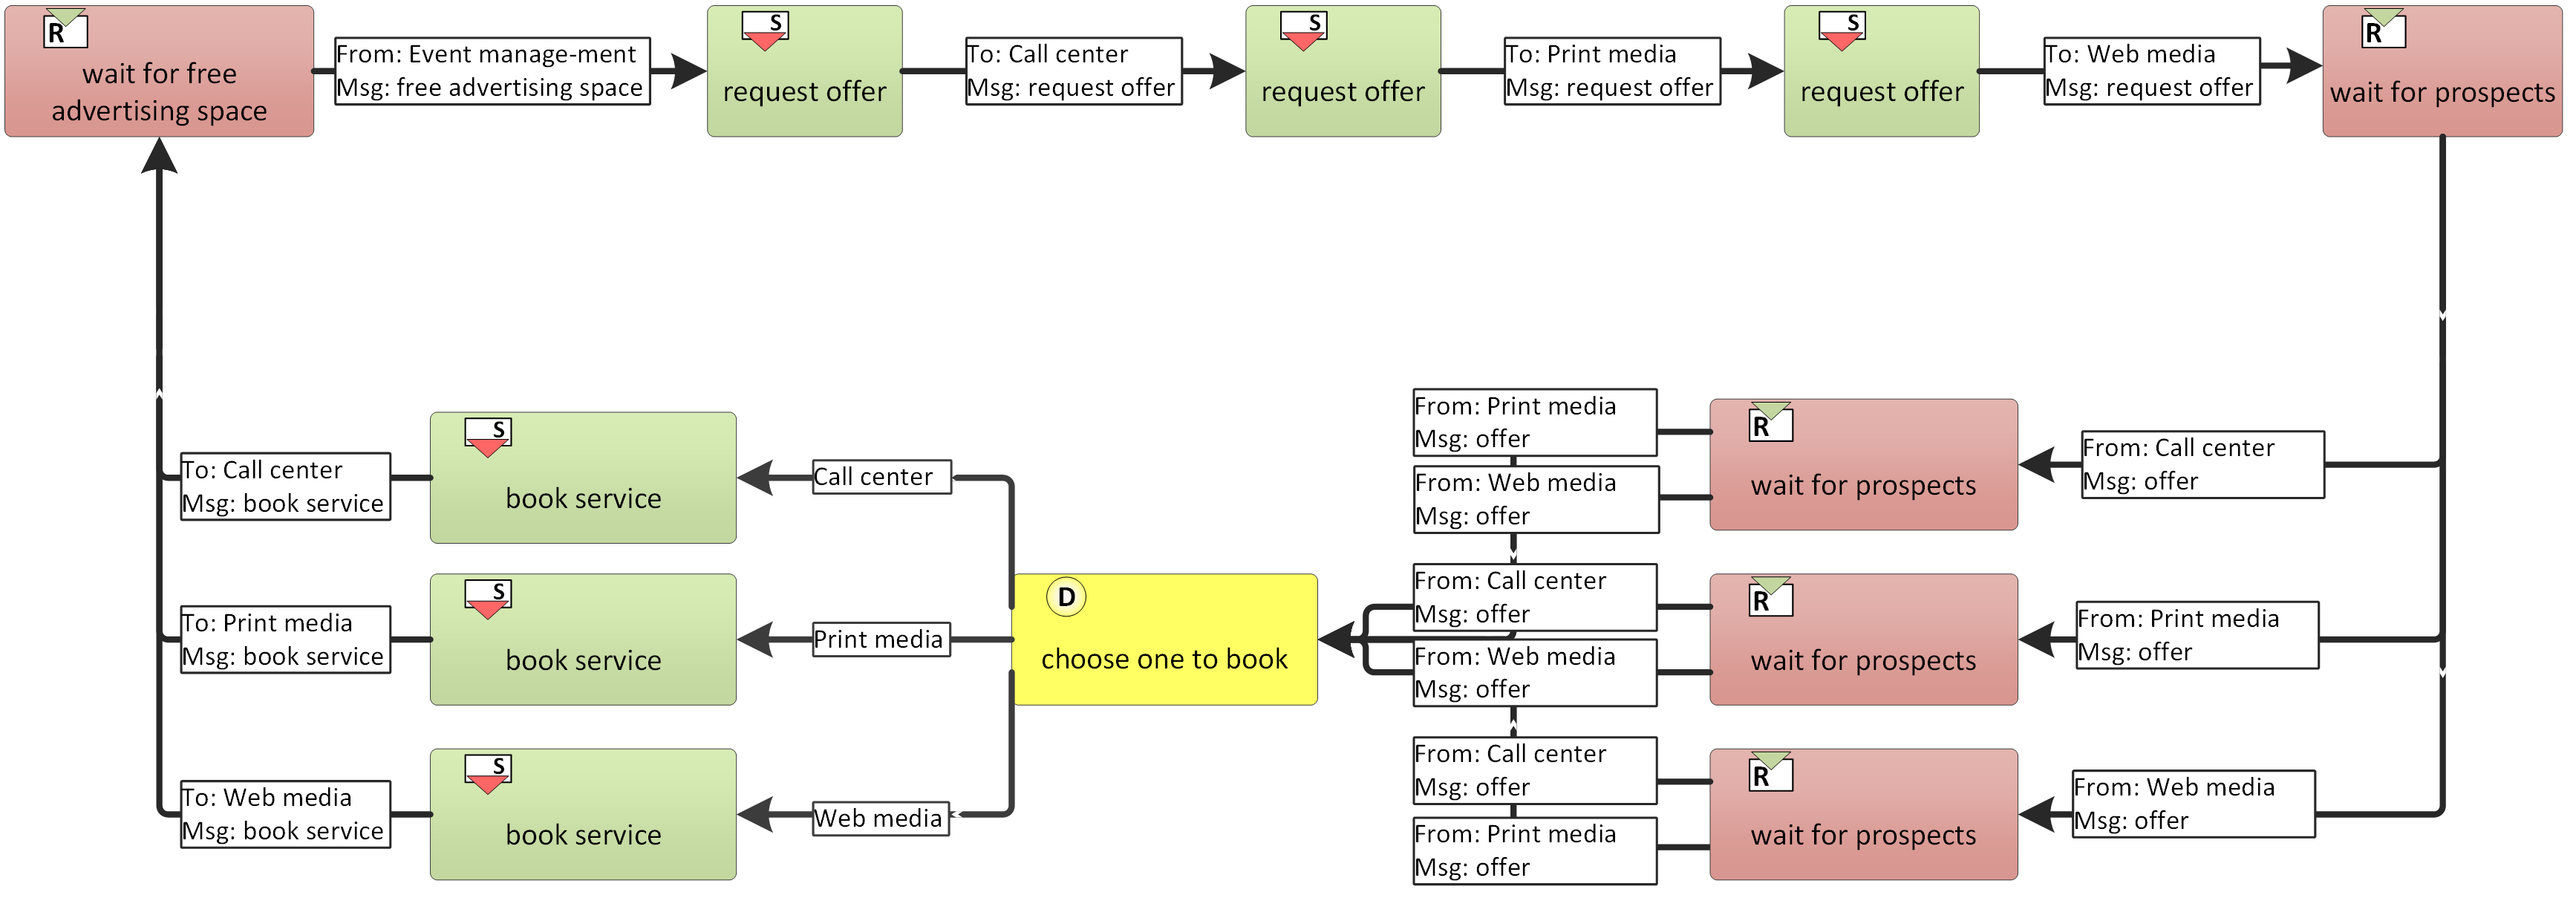 R
wait for free
advertising space
From: Event manage-ment
Msg: free advertising space
S
request offer
To: Call center
Msg: request offer
S
request offer
To: Print media
Msg: request offer
S
request offer
To: Web media
Msg: request offer
R
wait for prospects
From: Call center
Msg: offer
R
wait for prospects
From: Print media
Msg: offer
From: Web media
Msg: offer
From: Print media
Msg: offer
R
wait for prospects
From: Call center
Msg: offer
From: Web media
Msg: offer
From: Web media
Msg: offer
R
wait for prospects
From: Call center
Msg: offer
From: Print media
Msg: offer
D
choose one to book
Call center
S
book service
To: Call center
Msg: book service
Print media
S
book service
To: Print media
Msg: book service
Web media
S
book service
To: Web media
Msg: book service